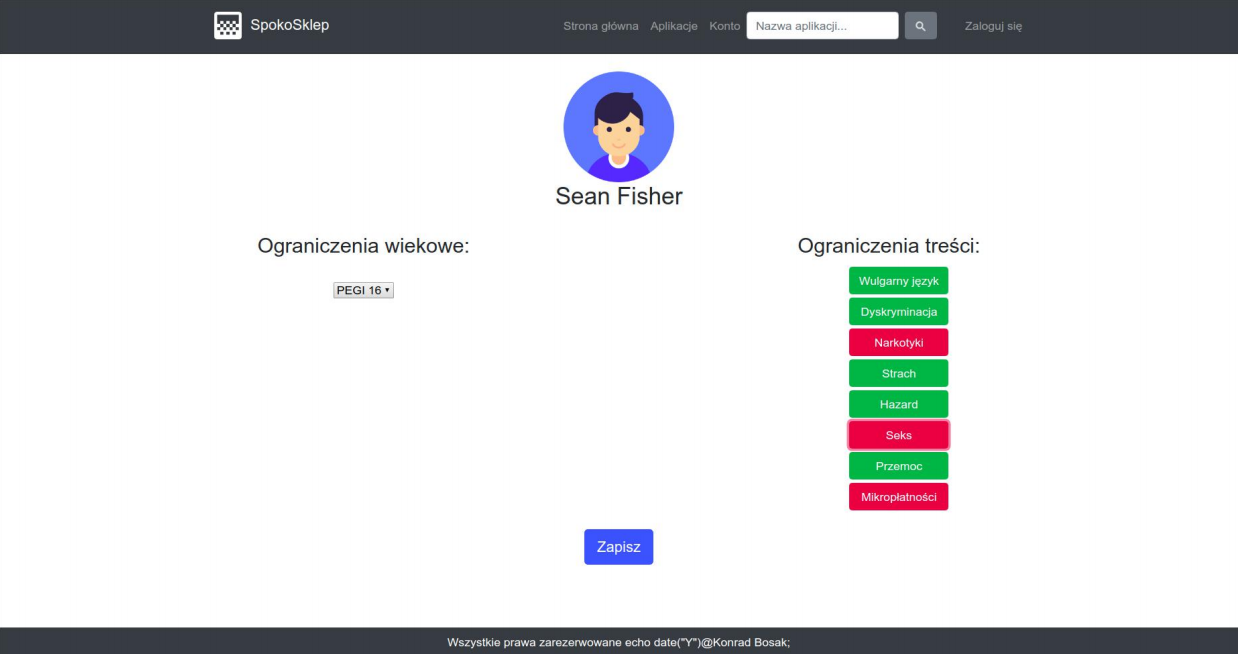 SpokoSklep
Strona główna Aplikacje Konto Nazwa aplikacji... Zaloguj się
Sean Fisher
Ograniczenia wiekowe:
PEGI 16
Ograniczenia treści:
Wulgarny język
Dyskryminacja
Narkotyki
Strach
Hazard
Seks
Przemoc
Mikropłatności
Zapisz
Wszystkie prawa zarezerwowane echo date("Y")@Konrad Bosak;